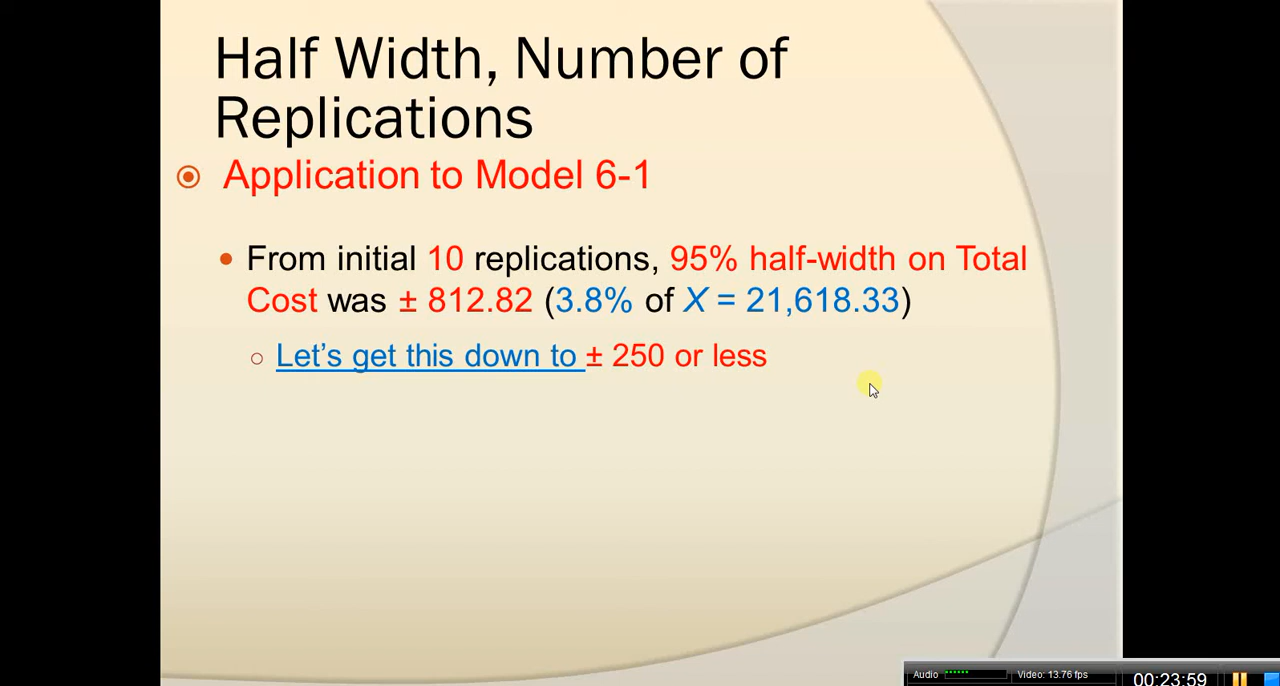 Half Width, Number of
Replications
Application to Model 6-1
From initial 10 replications, 95% half-width on Total
Cost was ± 812.82 (3.8% of X = 21,618.33)
Let's get this down to ± 250 or less
Audio
Video: 13.76 fps
00:23:59